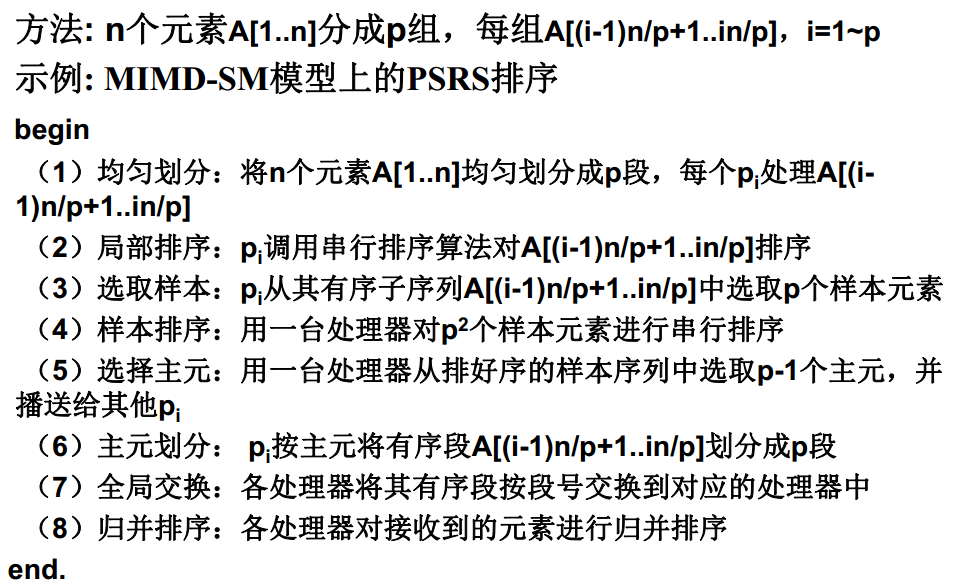 方法: n个元素A[1..n]分成p组，每组A[(i-1)n/p+1..in/p]，i=1~p
示例: MIMD-SM模型上的PSRS排序
begin
（1）均匀划分：将n个元素A[1..n]均匀划分成p段，每个pi处理A[(i-
1)n/p+1..in/p]
（2）局部排序：pi调用串行排序算法对A[(i-1)n/p+1..in/p]排序
（3）选取样本：pi从其有序子序列A[(i-1)n/p+1..in/p]中选取p个样本元素
（4）样本排序：用一台处理器对p2个样本元素进行串行排序
（5）选择主元：用一台处理器从排好序的样本序列中选取p-1个主元，并
播送给其他pi
（6）主元划分： pi按主元将有序段A[(i-1)n/p+1..in/p]划分成p段
（7）全局交换：各处理器将其有序段按段号交换到对应的处理器中
（8）归并排序：各处理器对接收到的元素进行归并排序
end.